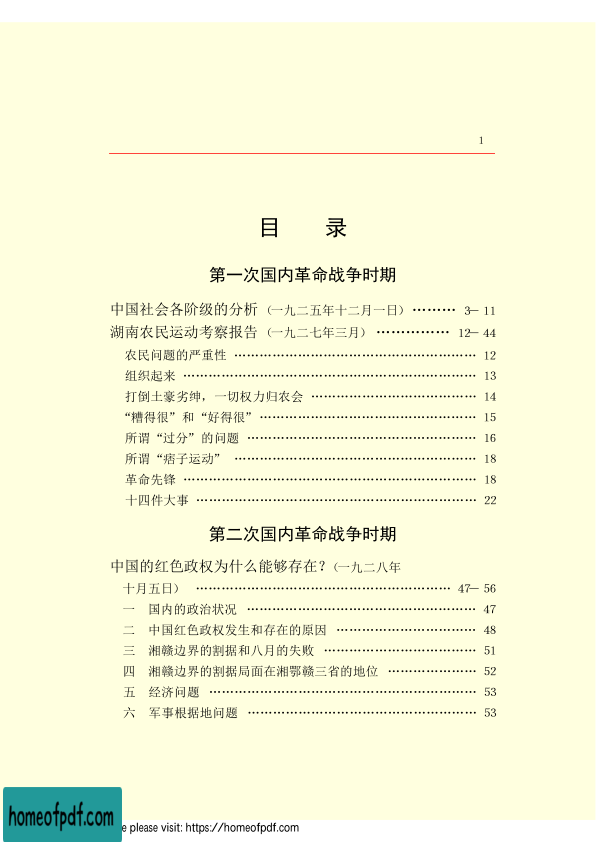 1
目 录
第一次国内革命战争时期
中国社会各阶级的分析（一九二五年十二月一日）……… 3—11
湖南农民运动考察报告（一九二七年三月）…………… 12—44
农民问题的严重性 ………………………………………………… 12
组织起来 …………………………………………………………… 13
打倒土豪劣绅，一切权力归农会 ………………………………… 14
“糟得很”和“好得很” …………………………………………… 15
所谓“过分”的问题 ……………………………………………… 16
所谓“痞子运动” ………………………………………………… 18
革命先锋 …………………………………………………………… 18
十四件大事 ………………………………………………………… 22
第二次国内革命战争时期
中国的红色政权为什么能够存在？（一九二八年
十月五日） …………………………………………………… 47—56
一 国内的政治状况 ……………………………………………… 47
二 中国红色政权发生和存在的原因 …………………………… 48
三 湘赣边界的割据和八月的失败 ……………………………… 51
四 湘赣边界的割据局面在湘鄂赣三省的地位 ………………… 52
五 经济问题 ……………………………………………………… 53
六 军事根据地问题 ……………………………………………… 53
homeofpdf.com
please visit: https://homeofpdf.com